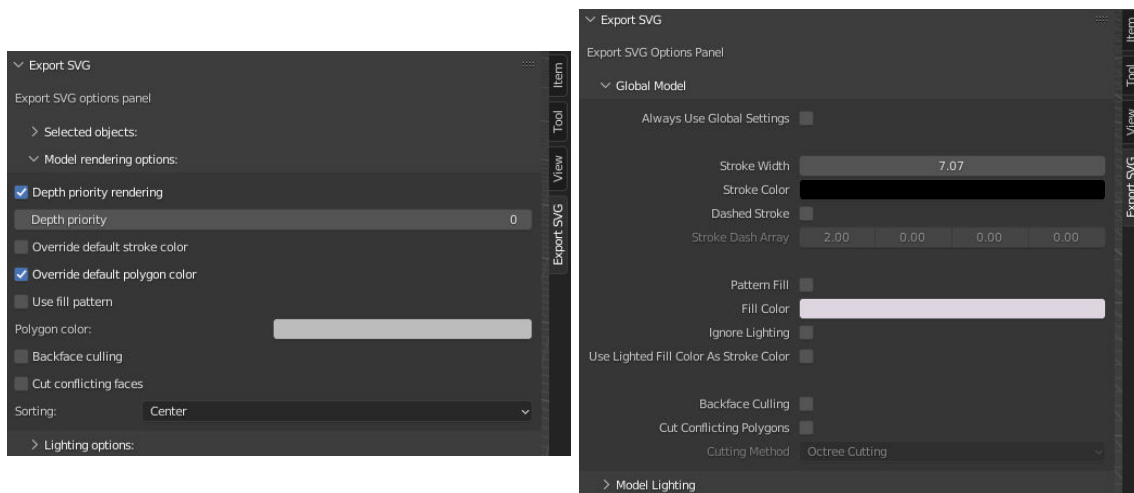 Export SVG
Export SVG options panel
Selected objects:
Model rendering options:
Depth priority rendering
Depth priority 0
Override default stroke color
Override default polygon color
Use fill pattern
Polygon color:
Backface culling
Cut conflicting faces
Sorting: Center
Lighting options:
Item
Tool
View
Export SVG
Export SVG
Export SVG Options Panel
Global Model
Always Use Global Settings
Stroke Width 7.07
Stroke Color
Dashed Stroke
Stroke Dash Array 2.00 0.00 0.00 0.00
Pattern Fill
Fill Color
Ignore Lighting
Use Lighted Fill Color As Stroke Color
Backface Culling
Cut Conflicting Polygons
Cutting Method Octree Cutting
Model Lighting
Item
Tool
View
Export SVG